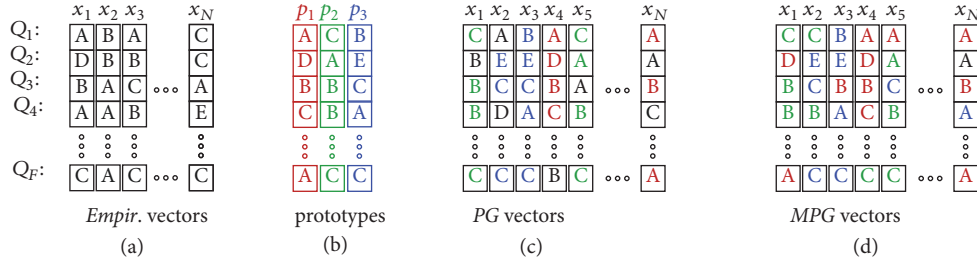 x1 x2 x3 xN p1 p2 p3 x1 x2 x3 x4 x5 xN x1 x2 x3 x4 x5 xN
Q1: A B A C A C B C A B A C A C C B A A A
Q2: D B B C D A E B E E D A A D E E D A A
Q3: B A C ∘∘∘ A B B C B C C B A ∘∘∘ B B C B B C ∘∘∘ B
Q4: A A B E C B A B D A C B C B B A C B A
QF: C A C ∘∘∘ C A C C C C C B C ∘∘∘ A A C C C C ∘∘∘ A
Empir. vectors prototypes PG vectors MPG vectors
(a) (b) (c) (d)